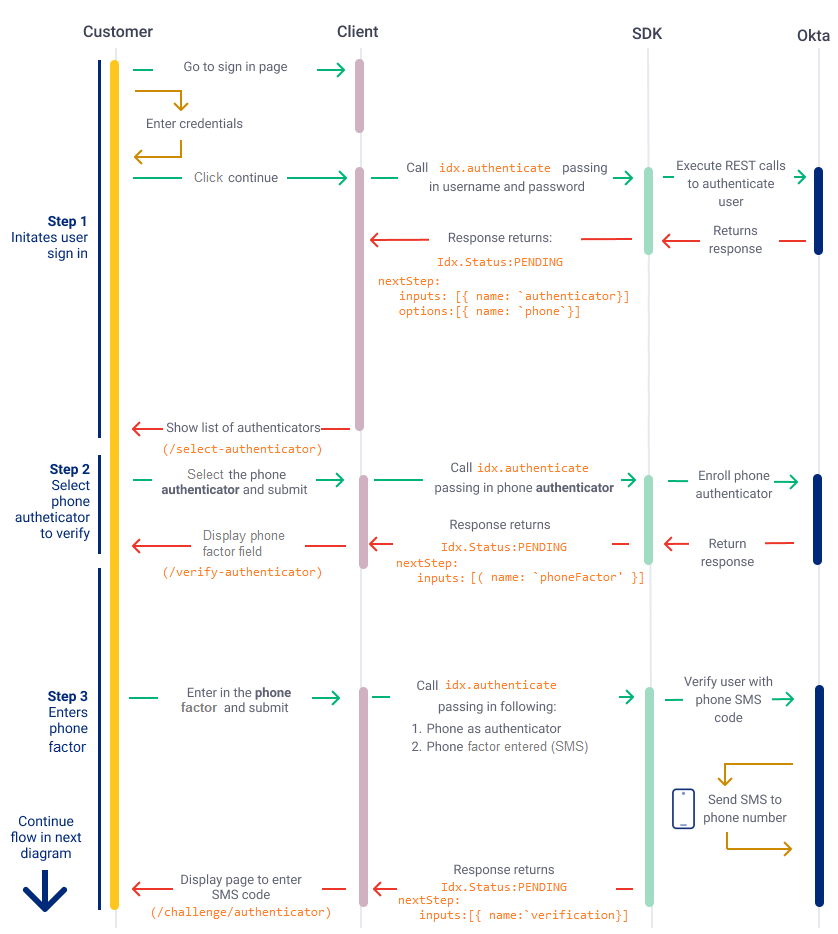 Customer
Client
SDK
Okta
Go to sign in page
Enter credentials
Click continue
Call idx.authenticate passing
in username and password
Execute REST calls
to authenticate
user
Step 1
Initates user
sign in
Response returns:
Idx.Status:PENDING
nextStep:
inputs: [{ name: `authenticator}]
options:[{ name: `phone`}]
Returns
response
Show list of authenticators
(/select-authenticator)
Step 2
Select
phone
autheticator
to verify
Select the phone
authenticator and submit
Call idx.authenticate
passing in phone authenticator
Enroll phone
authenticator
Display phone
factor field
(/verify-authenticator)
Response returns
Idx.Status:PENDING
nextStep:
inputs: [( name: `phoneFactor' }]
Return
response
Step 3
Enters
phone
factor
Enter in the phone
factor and submit
Call idx.authenticate
passing in following:
1. Phone as authenticator
2. Phone factor entered (SMS)
Verify user with
phone SMS
code
Send SMS to
phone number
Continue
flow in next
diagram
Display page to enter
SMS code
(/challenge/authenticator)
Response returns
Idx.Status:PENDING
nextStep:
inputs:[{ name:`verification}]